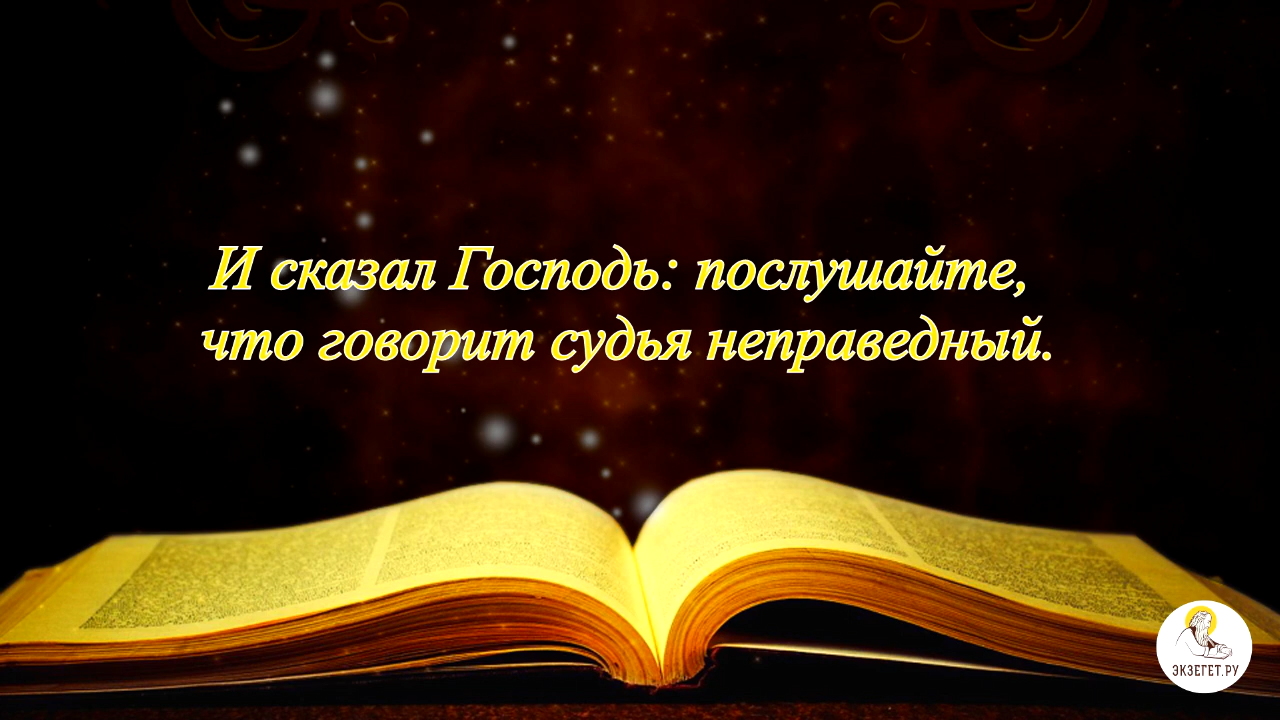 И сказал Господь: послушайте,
что говорит судья неправедный.
ЭКЗЕГЕТ.РУ